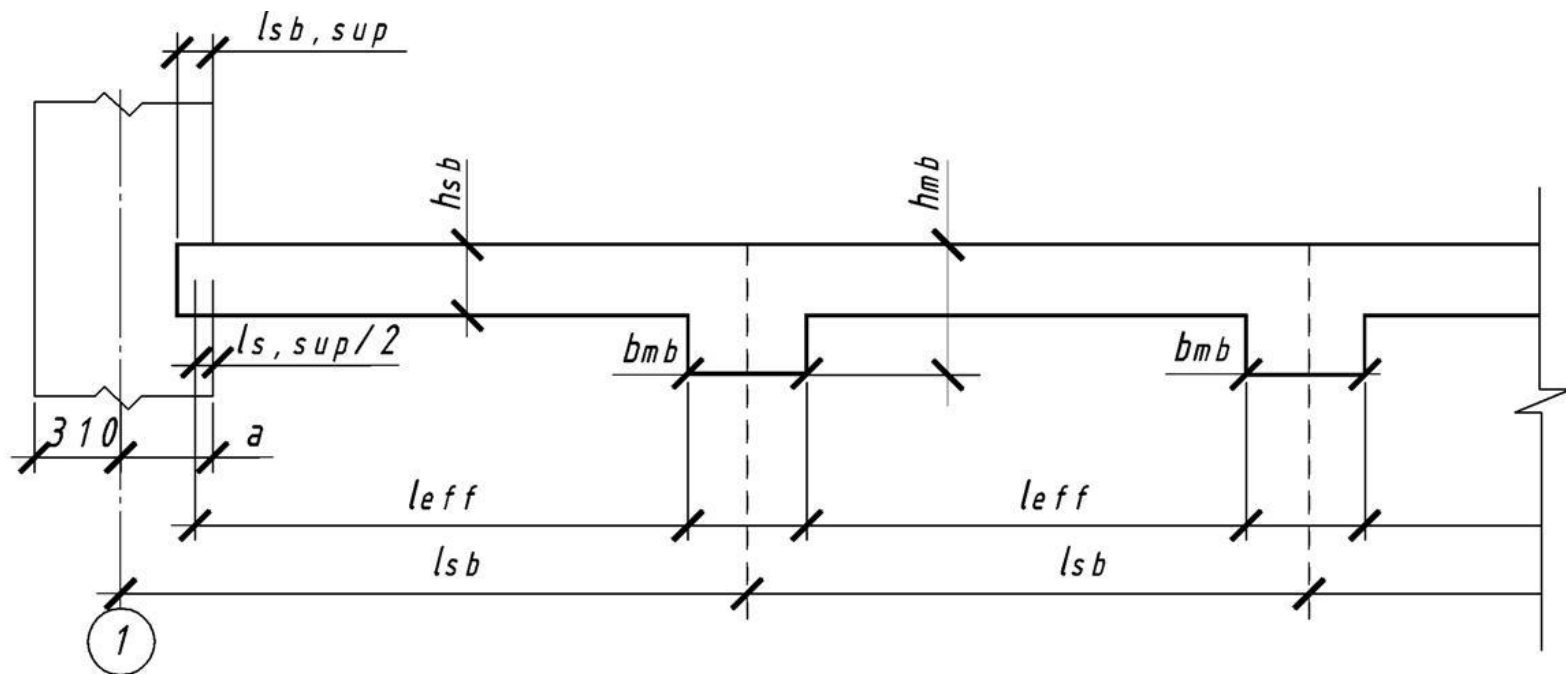 lsb, sup
hsb
hmb
ls, sup/2
bmb
bmb
310
a
leff
leff
lsb
lsb
1